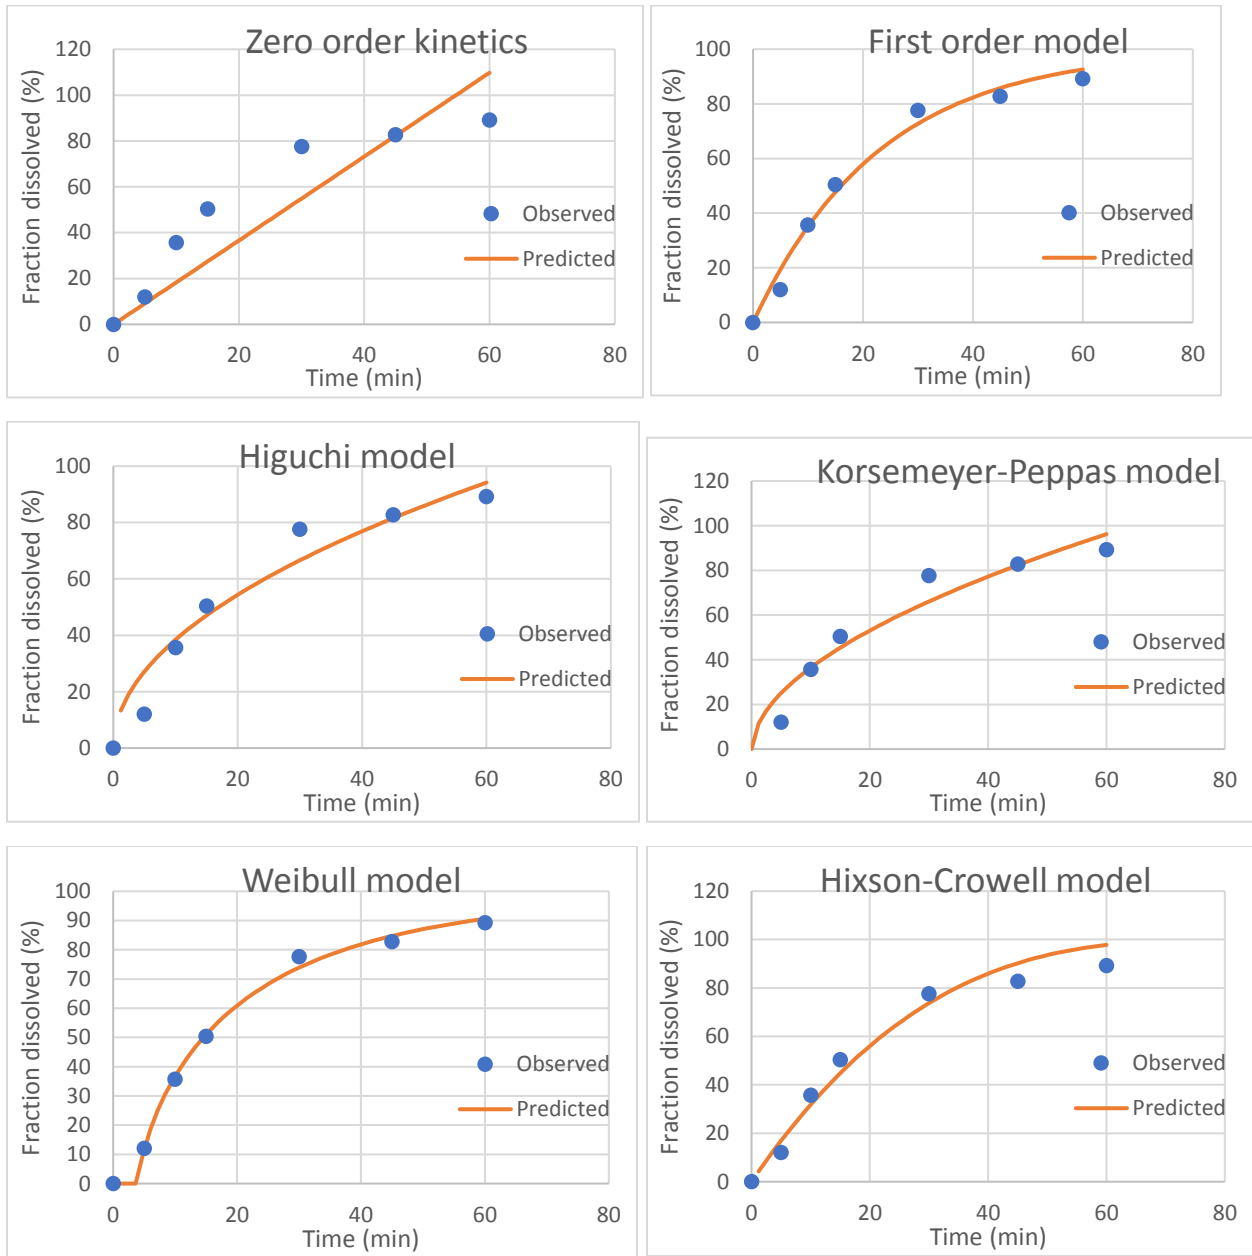 Zero order kinetics
Fraction dissolved (%)
120
100
80
60
40
20
0
0 20 40 60 80
Time (min)
Observed
Predicted
First order model
Fraction dissolved (%)
100
80
60
40
20
0
0 20 40 60 80
Time (min)
Observed
Predicted
Higuchi model
Fraction dissolved (%)
100
80
60
40
20
0
0 20 40 60 80
Time (min)
Observed
Predicted
Korsemeyer-Peppas model
Fraction dissolved (%)
120
100
80
60
40
20
0
0 20 40 60 80
Time (min)
Observed
Predicted
Weibull model
Fraction dissolved (%)
100
90
80
70
60
50
40
30
20
10
0
0 20 40 60 80
Time (min)
Observed
Predicted
Hixson-Crowell model
Fraction dissolved (%)
120
100
80
60
40
20
0
0 20 40 60 80
Time (min)
Observed
Predicted